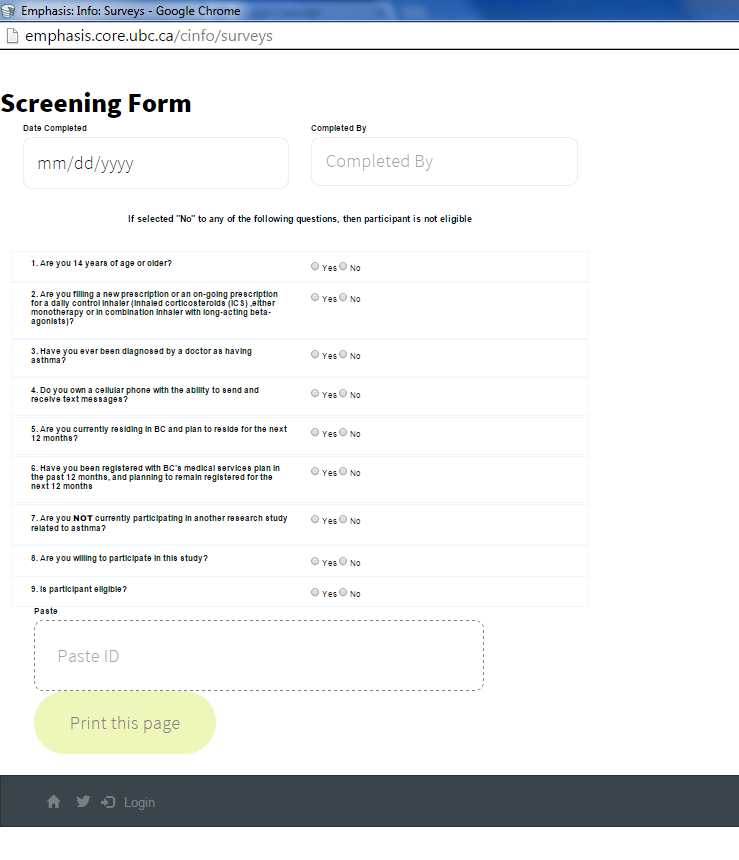 Emphasis: Info: Surveys - Google Chrome
emphasis.core.ubc.ca/cinfo/surveys
Screening Form
Date Completed
Completed By
mm/dd/yyyy
Completed By
If selected "No" to any of the following questions, then participant is not eligible
1. Are you 14 years of age or older?
Yes No
2. Are you filling a new prescription or an on-going prescription
for a daily control inhaler (inhaled corticosteroids (ICS) ,either
monotherapy or in combination inhaler with long-acting beta-
agonists)?
Yes No
3. Have you ever been diagnosed by a doctor as having
asthma?
Yes No
4. Do you own a cellular phone with the ability to send and
receive text messages?
Yes No
5. Are you currently residing in BC and plan to reside for the next
12 months?
Yes No
6. Have you been registered with BC's medical services plan in
the past 12 months, and planning to remain registered for the
next 12 months
Yes No
7. Are you NOT currently participating in another research study
related to asthma?
Yes No
8. Are you willing to participate in this study?
Yes No
9. Is participant eligible?
Yes No
Paste
Paste ID
Print this page
Login